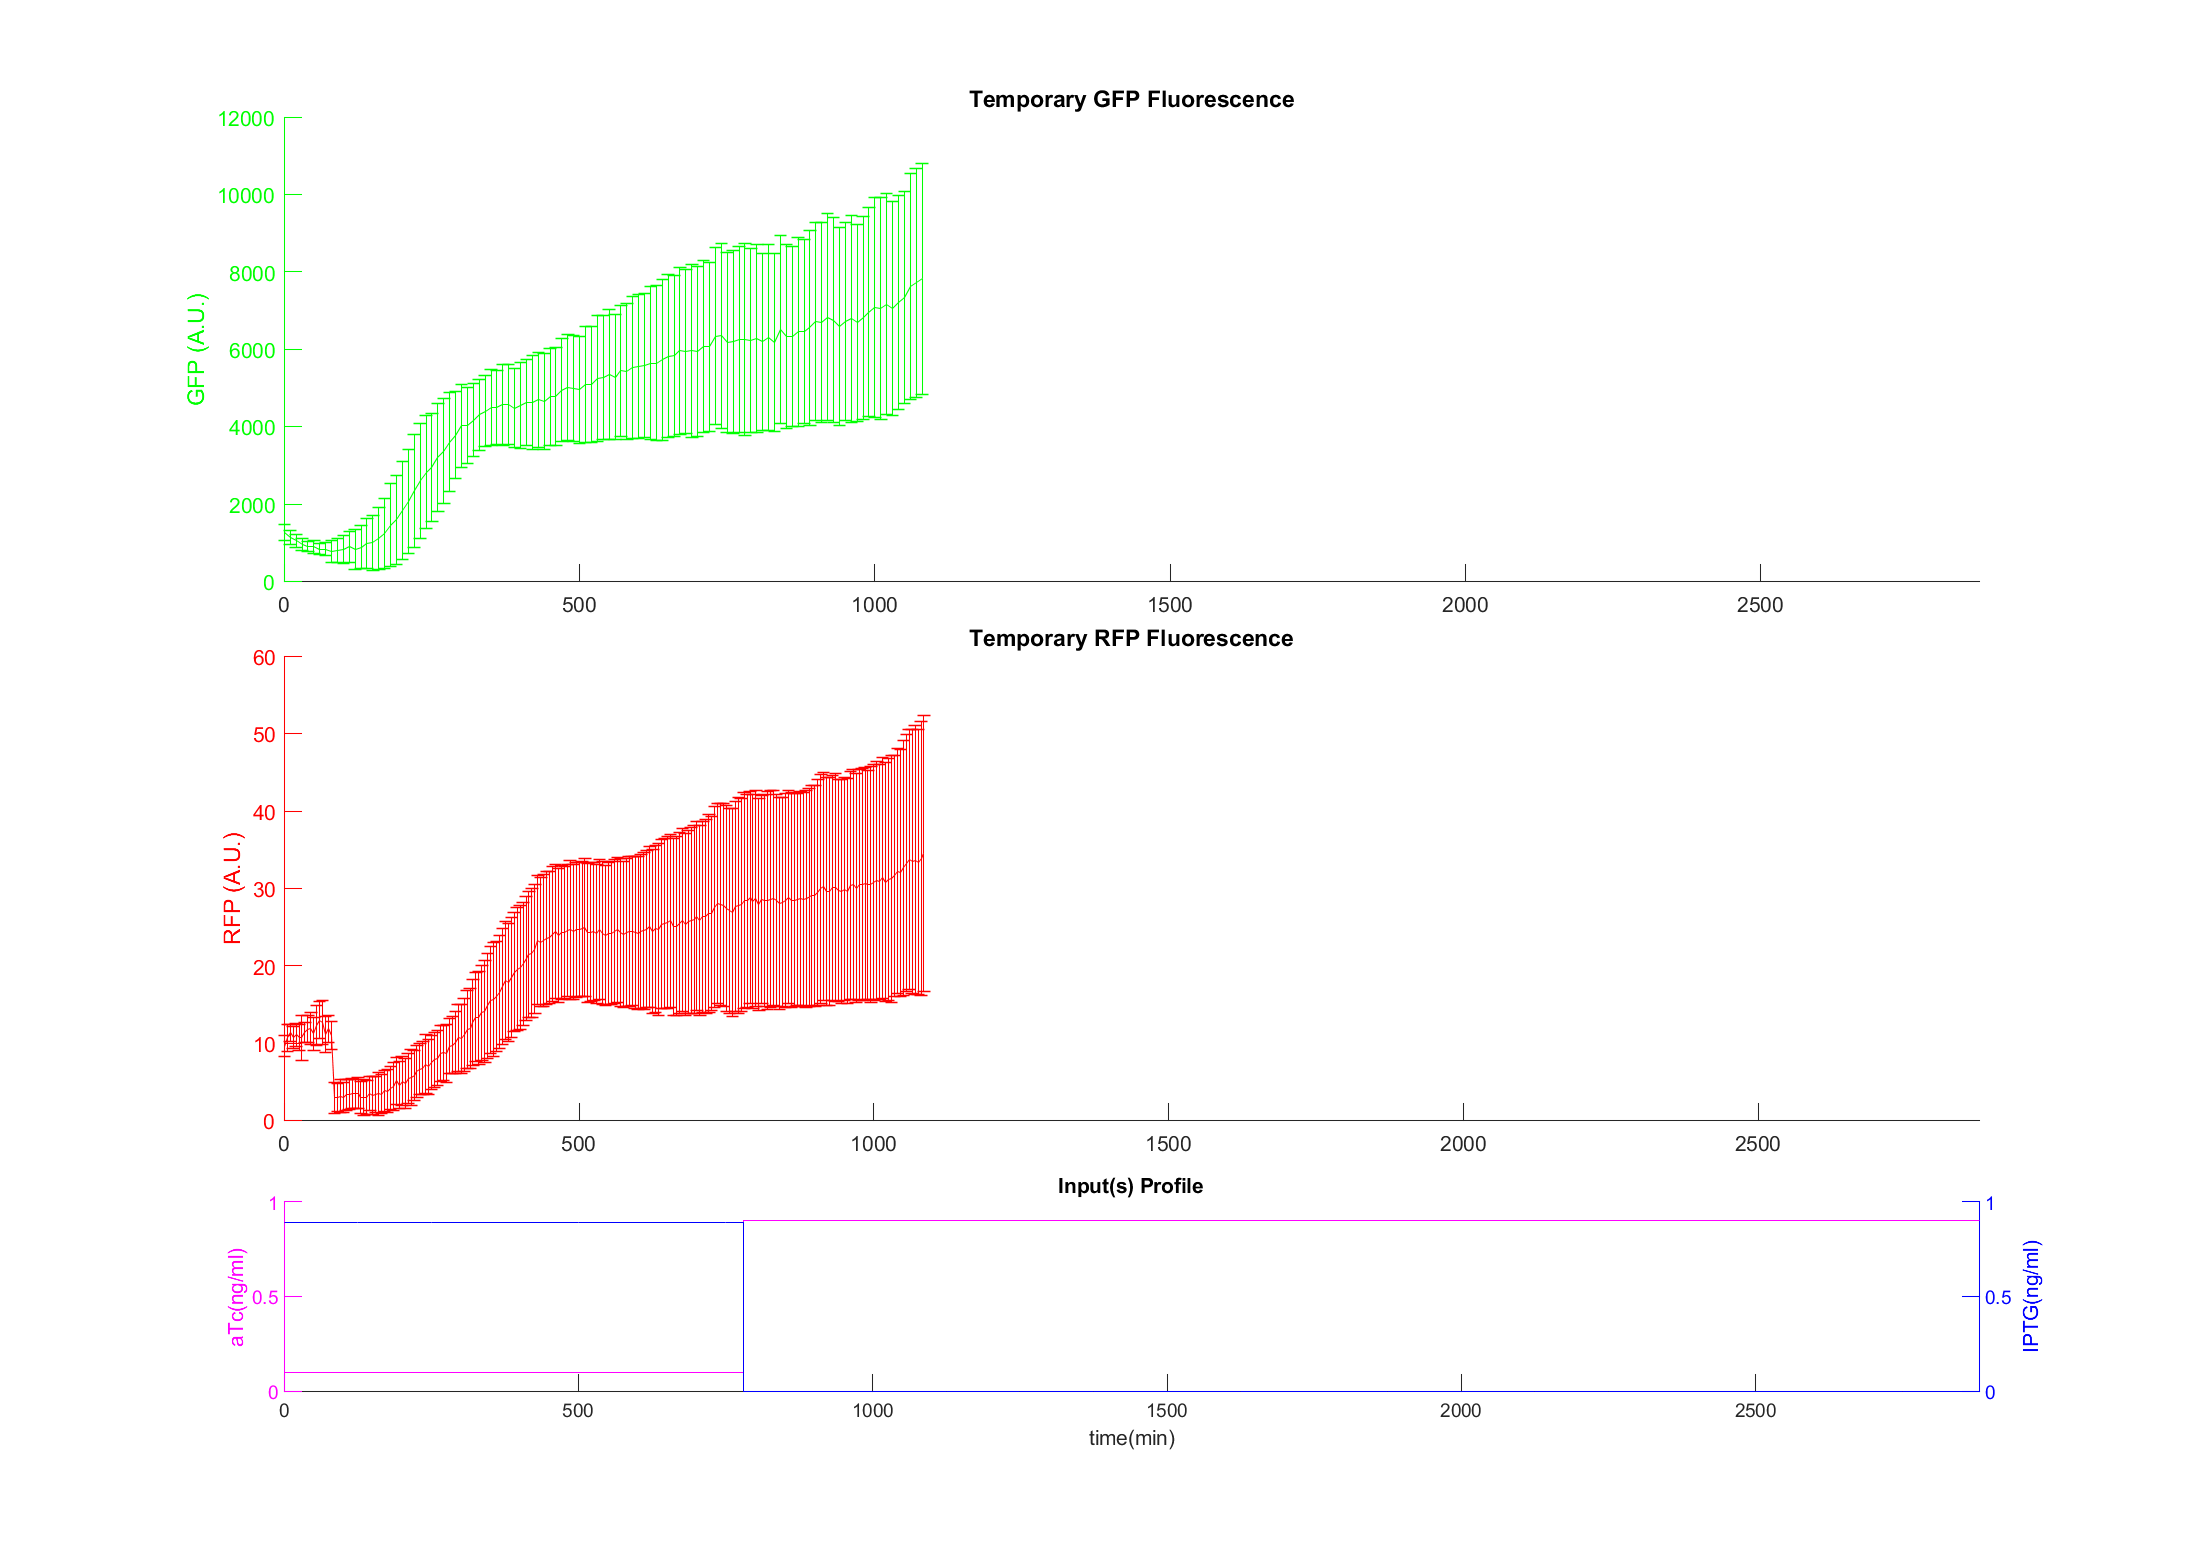 Temporary GFP Fluorescence
12000
10000
8000
6000
4000
2000
0
GFP (A.U.)
0 500 1000 1500 2000 2500
Temporary RFP Fluorescence
60
50
40
30
20
10
0
RFP (A.U.)
0 500 1000 1500 2000 2500
Input(s) Profile
1
0.5
0
aTc(ng/ml)
1
0.5
0
IPTG(ng/ml)
0 500 1000 1500 2000 2500
time(min)